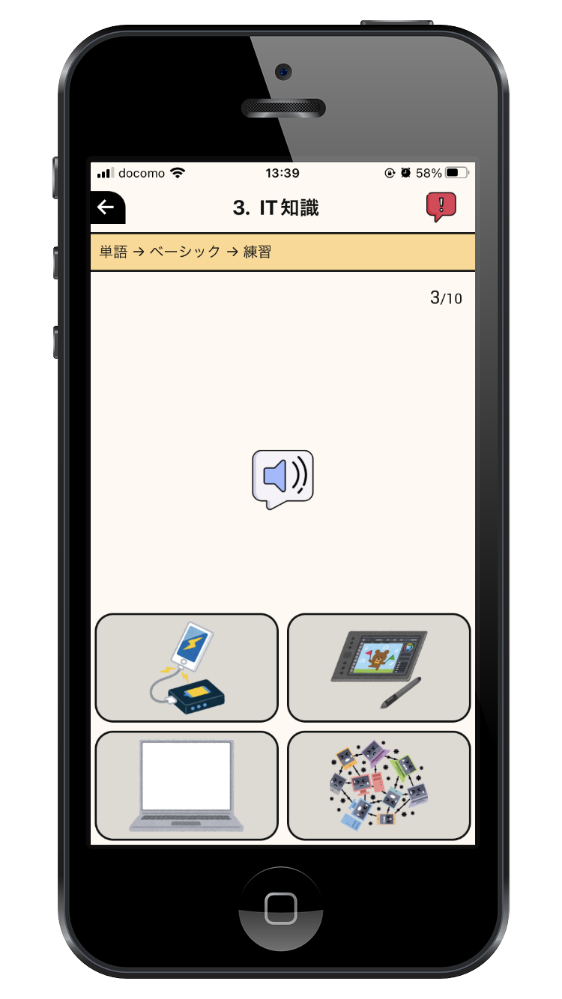 docomo 13:39 58%
3. IT知識
単語 → ベーシック → 練習
3/10